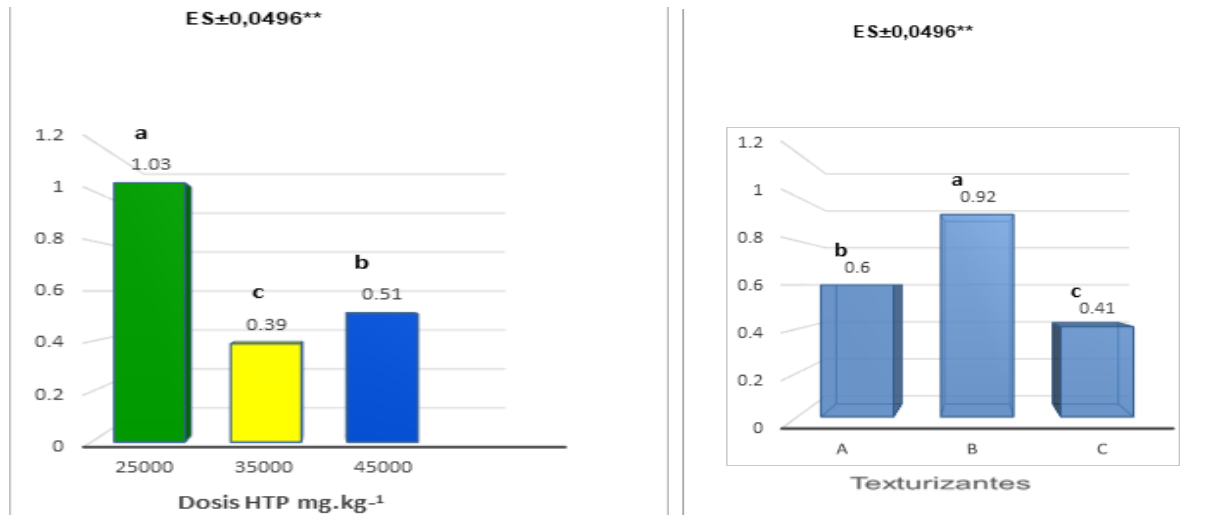 ES±0,0496**
1.2
a
1.03
1
0.8
b
0.6
c
0.51
0.39
0.4
0.2
0
25000 35000 45000
Dosis HTP mg.kg-¹
ES±0,0496**
1.2
a
1
0.92
0.8
b
0.6
0.6
c
0.41
0.4
0.2
0
A B C
Texturizantes